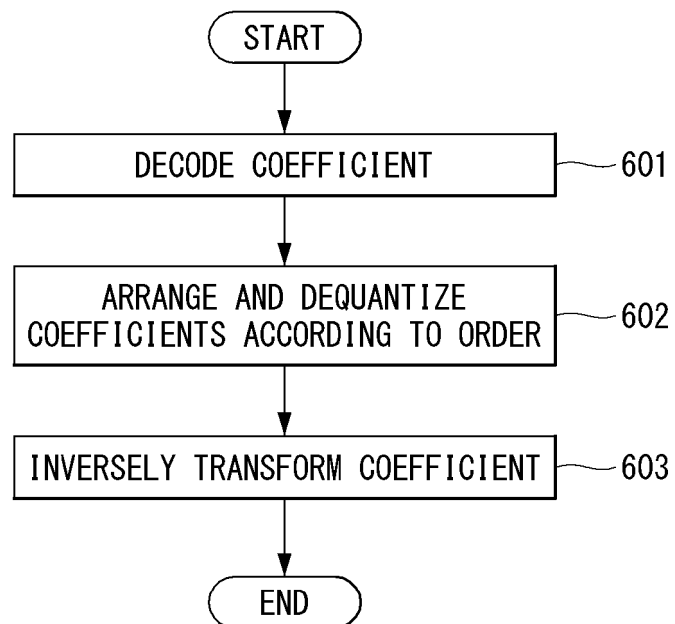 START
DECODE COEFFICIENT
601
ARRANGE AND DEQUANTIZE
COEFFICIENTS ACCORDING TO ORDER
602
INVERSELY TRANSFORM COEFFICIENT
603
END